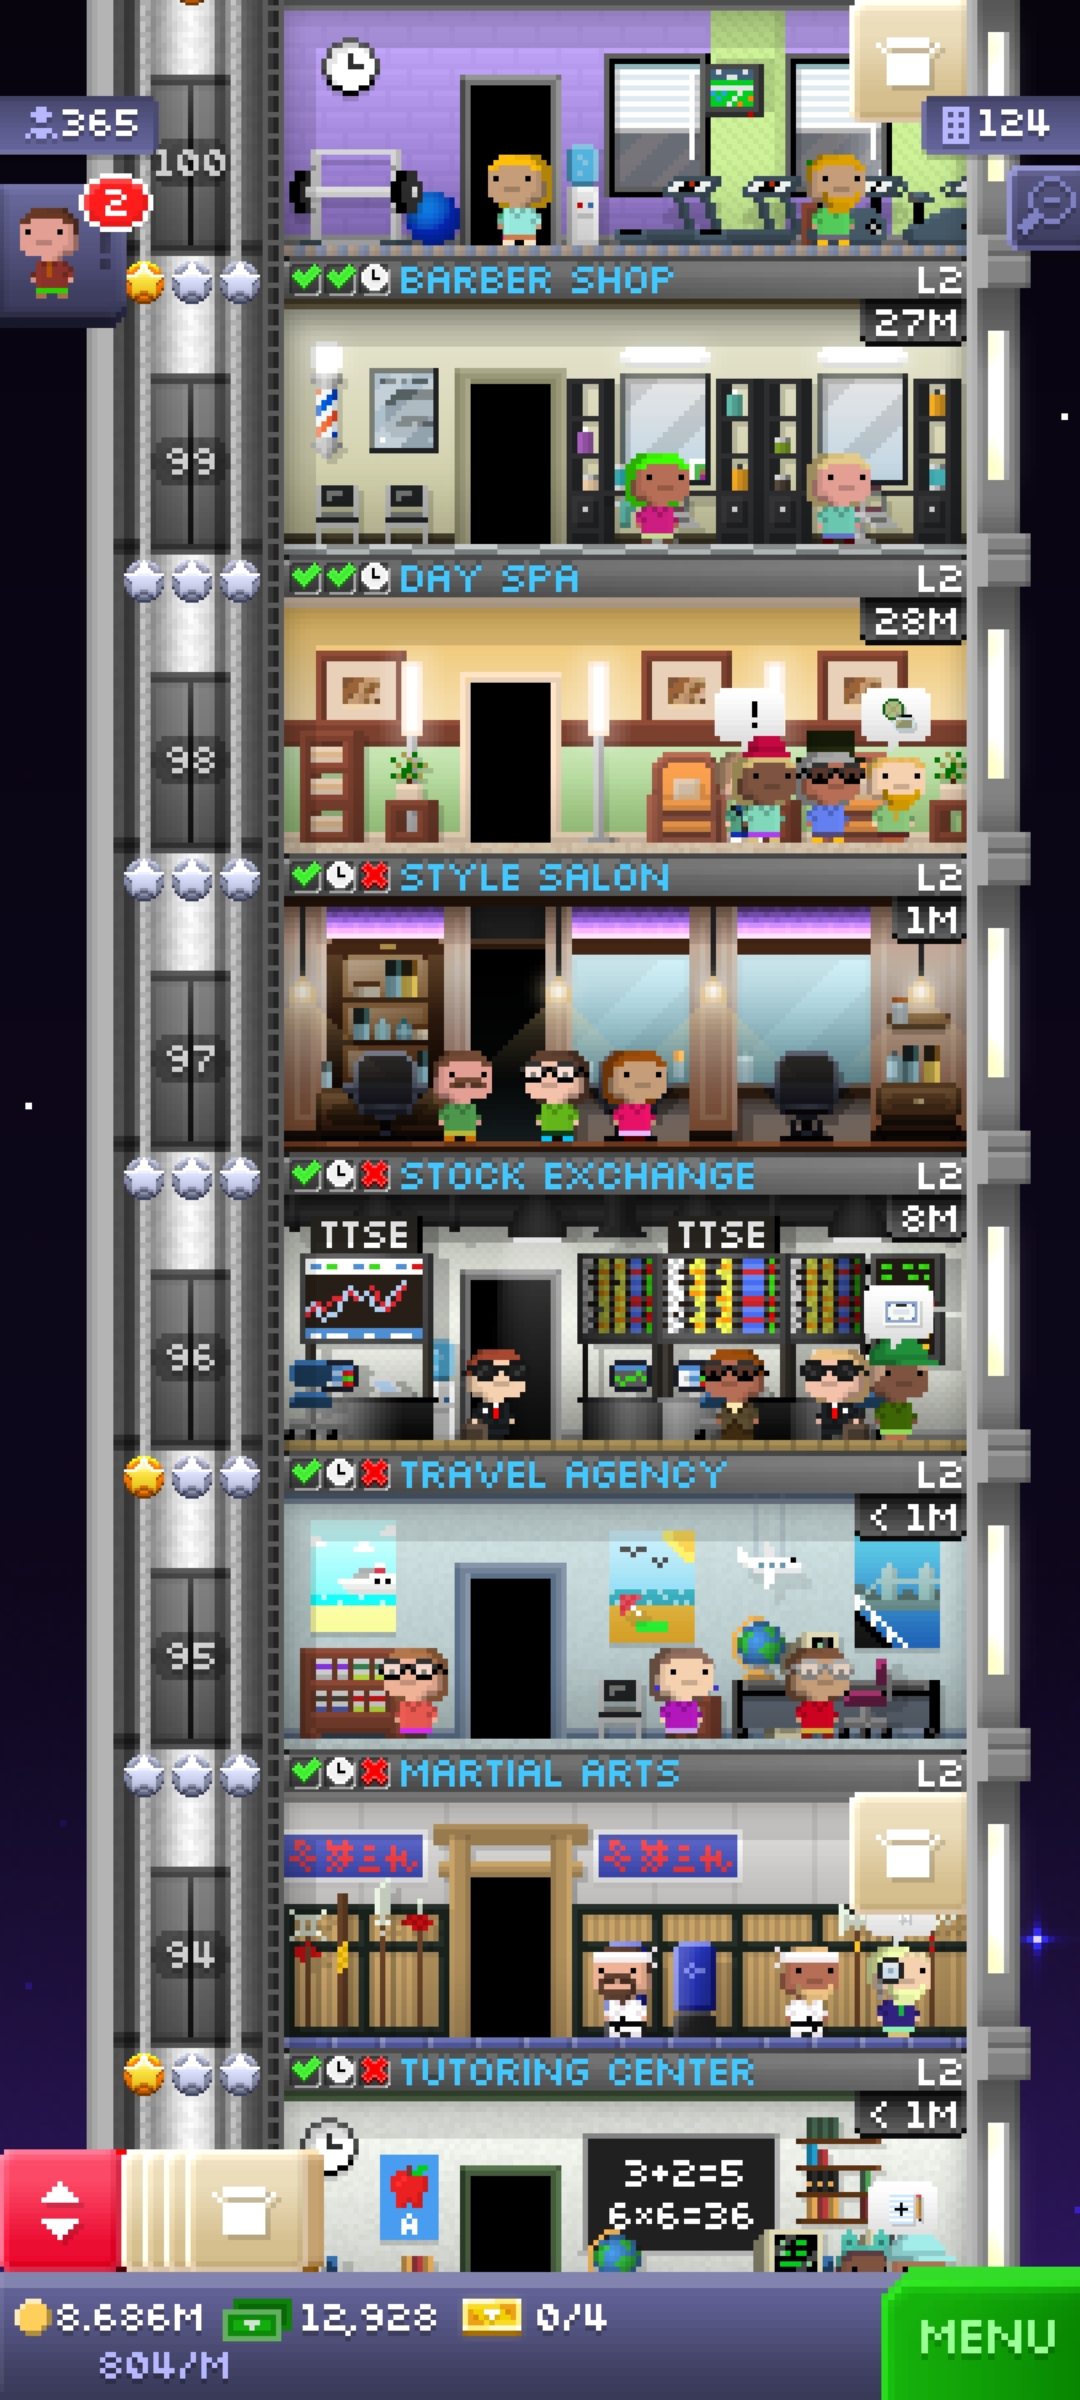 365
124
100
2
BARBER SHOP
L2
27M
99
DAY SPA
L2
28M
!
98
STYLE SALON
L2
1M
97
STOCK EXCHANGE
L2
8M
TTSE
TTSE
96
TRAVEL AGENCY
L2
< 1M
95
MARTIAL ARTS
L2
94
TUTORING CENTER
L2
< 1M
3+2=5
6×6=36
A
+
8.686M
12,928
0/4
804/M
MENU